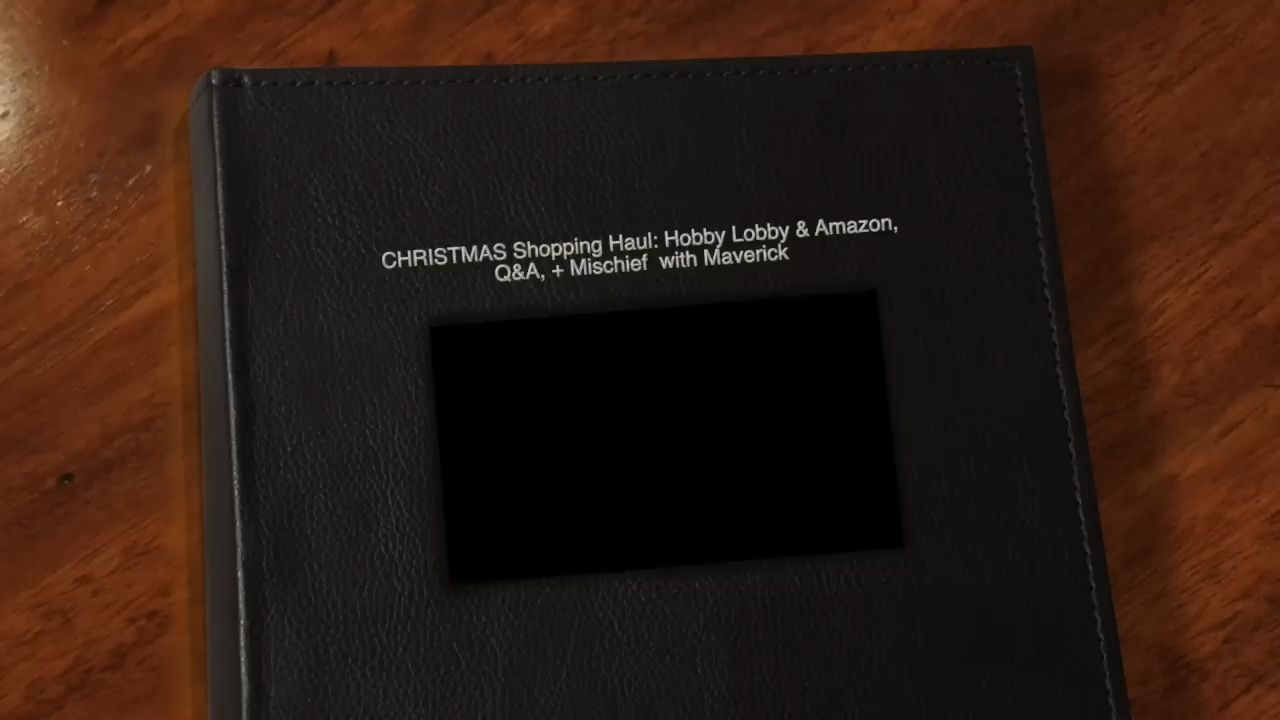 CHRISTMAS Shopping Haul: Hobby Lobby & Amazon,
Q&A, + Mischief  with Maverick